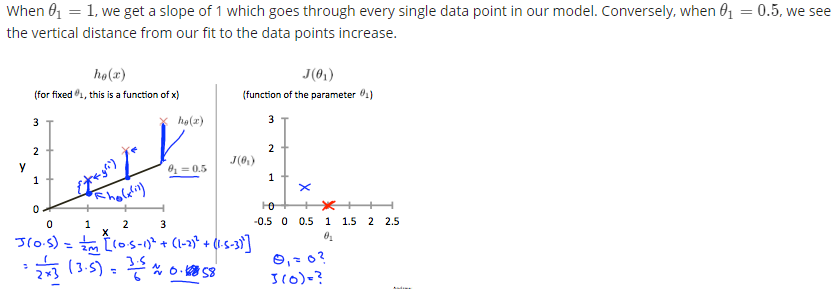 When θ₁ = 1, we get a slope of 1 which goes through every single data point in our model. Conversely, when θ₁ = 0.5, we see
the vertical distance from our fit to the data points increase.
hθ(x)
(for fixed θ₁, this is a function of x)
3
2
1
0
y
0 1 2 3
x
hθ(x)
θ₁ = 0.5
y⁽ⁱ⁾
hθ(x⁽ⁱ⁾)
J(θ₁)
(function of the parameter θ₁)
3
2
1
0
J(θ₁)
-0.5 0 0.5 1 1.5 2 2.5
θ₁
J(0.5) = 1/2m [(0.5-1)² + (1-2)² + (1.5-3)²]
= 1/2×3 (3.5) = 3.5/6 ≈ 0.58
θ₁ = 0?
J(0) = ?